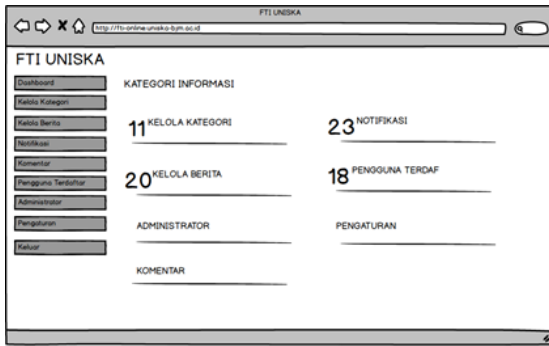 FTI UNISKA
http://fti-online.uniska-bjm.ac.id
FTI UNISKA
Dashboard
Kelola Kategori
Kelola Berita
Notifikasi
Komentar
Pengguna Terdaftar
Administrator
Pengaturan
Keluar
KATEGORI INFORMASI
11 KELOLA KATEGORI
23 NOTIFIKASI
20 KELOLA BERITA
18 PENGGUNA TERDAF
ADMINISTRATOR
PENGATURAN
KOMENTAR